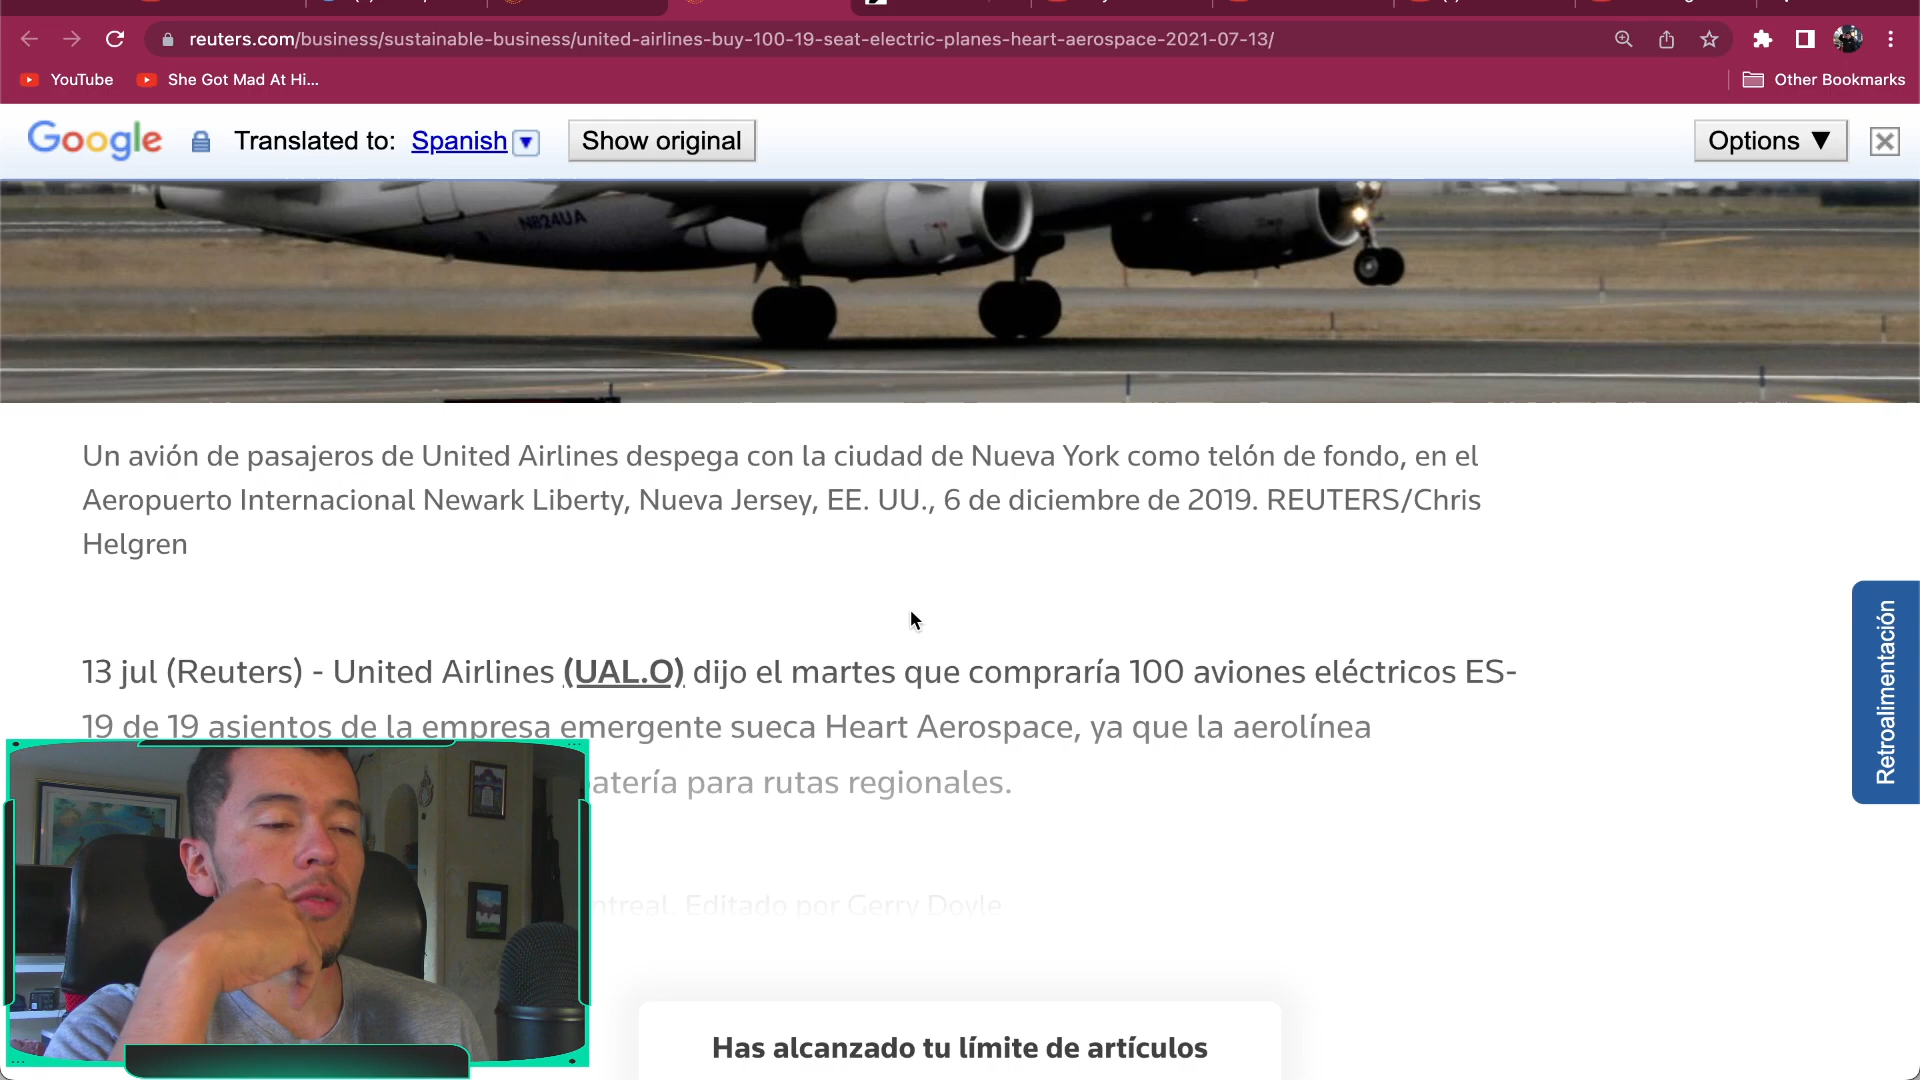 reuters.com/business/sustainable-business/united-airlines-buy-100-19-seat-electric-planes-heart-aerospace-2021-07-13/
YouTube
She Got Mad At Hi...
Other Bookmarks
Google
Translated to: Spanish ▼
Show original
Options ▼
N824UA
Un avión de pasajeros de United Airlines despega con la ciudad de Nueva York como telón de fondo, en el
Aeropuerto Internacional Newark Liberty, Nueva Jersey, EE. UU., 6 de diciembre de 2019. REUTERS/Chris
Helgren
13 jul (Reuters) - United Airlines (UAL.O) dijo el martes que compraría 100 aviones eléctricos ES-
19 de 19 asientos de la empresa emergente sueca Heart Aerospace, ya que la aerolínea
atería para rutas regionales.
ntreal. Editado por Gerry Doyle
Retroalimentación
Has alcanzado tu límite de artículos